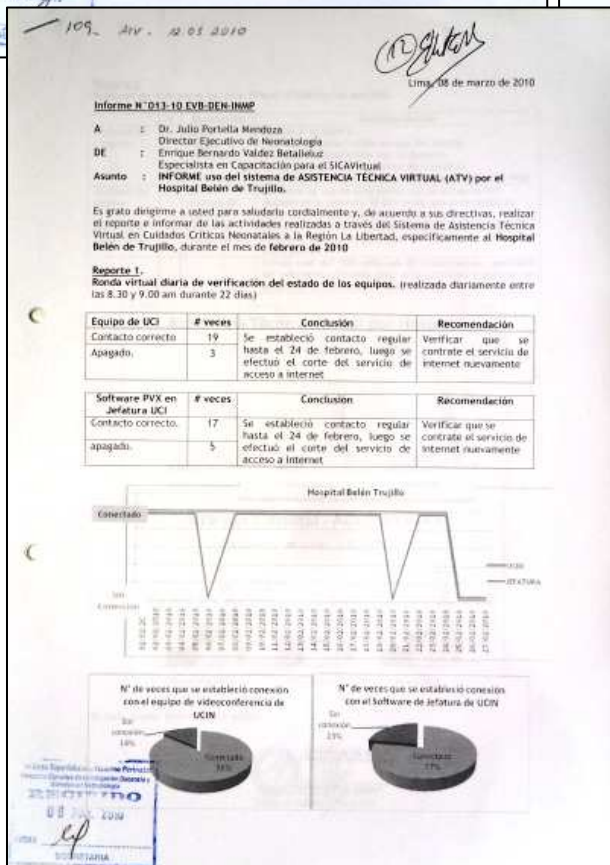 109.
12.03.2010
Lima, 08 de marzo de 2010
Informe N°013-10 EVB-DEN-INMP
A : Dr. Julio Portella Mendoza
Director Ejecutivo de Neonatología
DE : Enrique Bernardo Valdez Betalleluz
Especialista en Capacitación para el SICAVirtual
Asunto : INFORME uso del sistema de ASISTENCIA TÉCNICA VIRTUAL (ATV) por el
Hospital Belén de Trujillo.
Es grato dirigirme a usted para saludarlo cordialmente y, de acuerdo a sus directivas, realizar
el reporte e informar de las actividades realizadas a través del Sistema de Asistencia Técnica
Virtual en Cuidados Críticos Neonatales a la Región La Libertad, específicamente al Hospital
Belén de Trujillo, durante el mes de febrero de 2010
Reporte 1.
Ronda virtual diaria de verificación del estado de los equipos. (realizada diariamente entre
las 8.30 y 9.00 am durante 22 días)
Equipo de UCI # veces Conclusión Recomendación
Contacto correcto 19 Se estableció contacto regular Verificar que se
hasta el 24 de febrero, luego se contrate el servicio de
Apagado. 3 efectuó el corte del servicio de internet nuevamente
acceso a internet
Software PVX en # veces Conclusión Recomendación
Jefatura UCI
Contacto correcto. 17 Se estableció contacto regular Verificar que se
hasta el 24 de febrero, luego se contrate el servicio de
apagado. 5 efectuó el corte del servicio de internet nuevamente
acceso a internet
Hospital Belén Trujillo
Conectado
UCIN
JEFATURA
Sin
Conexión
N° de veces que se estableció conexión
con el equipo de videoconferencia de
UCIN
Sin
conexión
Conectado
N° de veces que se estableció conexión
con el Software de Jefatura de UCIN
Sin
conexión
23%
Conectado
77%
RECIBIDO
SECRETARIA